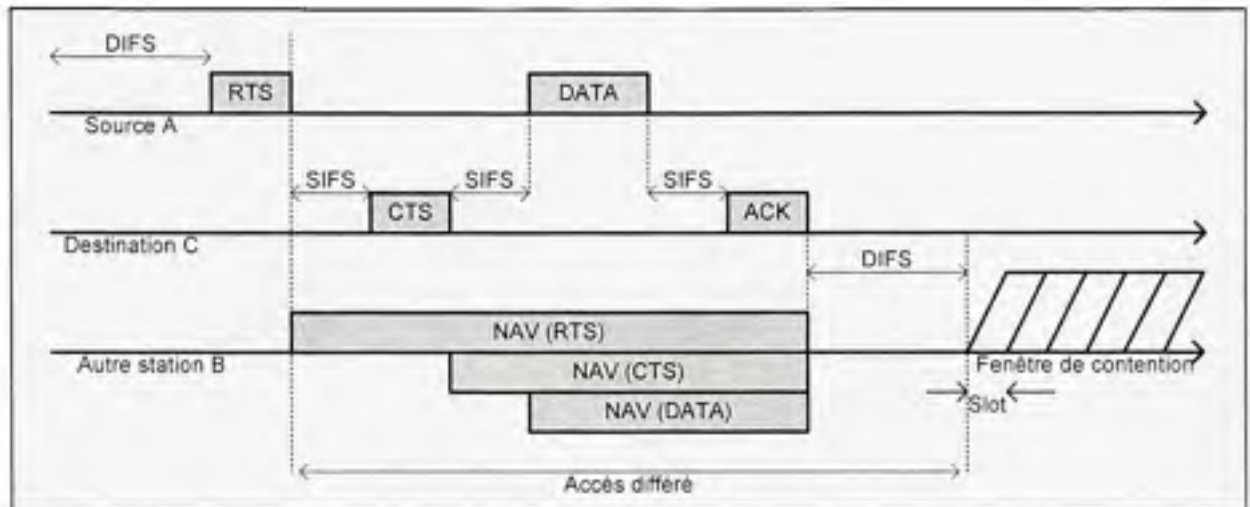 DIFS
RTS
DATA
Source A
SIFS
SIFS
SIFS
CTS
ACK
Destination C
DIFS
NAV (RTS)
Autre station B
Fenêtre de contention
NAV (CTS)
Slot
NAV (DATA)
Accès différé